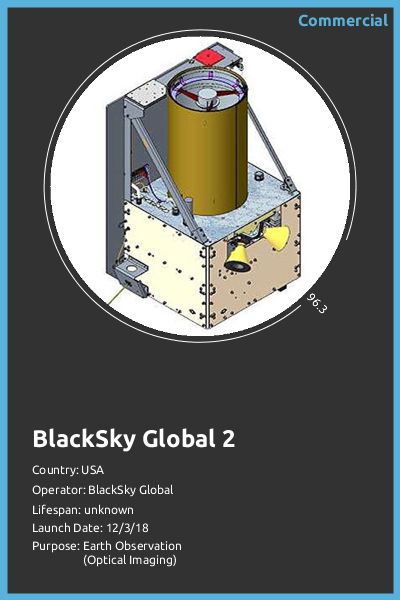 Commercial
96.3
BlackSky Global 2
Country: USA
Operator: BlackSky Global
Lifespan: unknown
Launch Date: 12/3/18
Purpose: Earth Observation
(Optical Imaging)